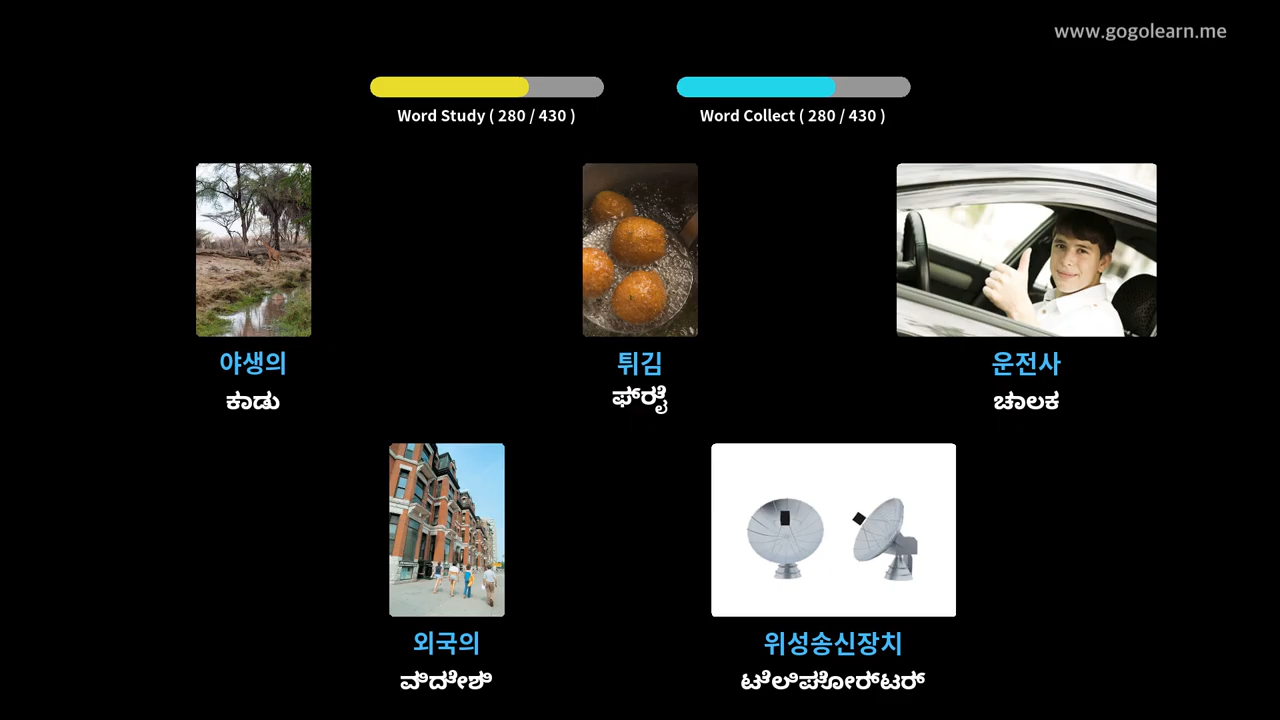 www.gogolearn.me
Word Study ( 280 / 430 )
Word Collect ( 280 / 430 )
야생의
ಕಾಡು
튀김
ಫ್ರೈ
운전사
ಚಾಲಕ
외국의
ವಿದೇಶಿ
위성송신장치
ಟೆಲಿಪೋರ್ಟರ್